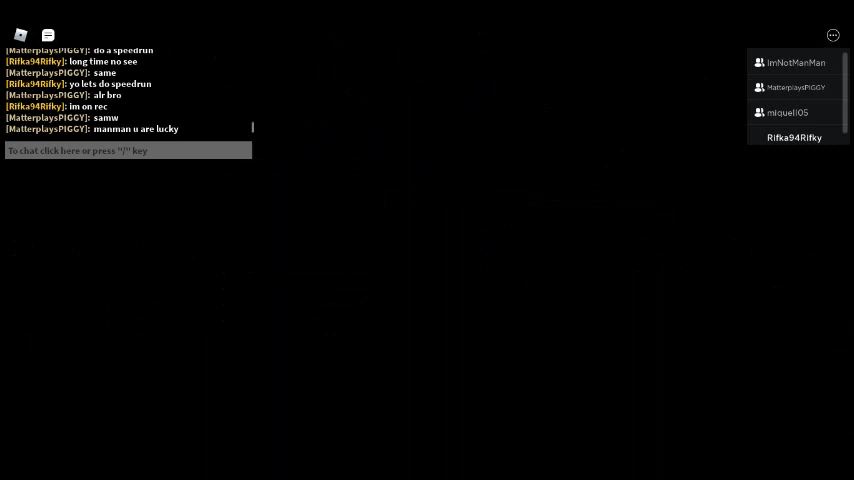 [MatterplaysPIGGY]: do a speedrun
[Rifka94Rifky]: long time no see
[MatterplaysPIGGY]: same
[Rifka94Rifky]: yo lets do speedrun
[MatterplaysPIGGY]: alr bro
[Rifka94Rifky]: im on rec
[MatterplaysPIGGY]: samw
[MatterplaysPIGGY]: manman u are lucky
To chat click here or press "/" key
ImNotManMan
MatterplaysPIGGY
miquell05
Rifka94Rifky